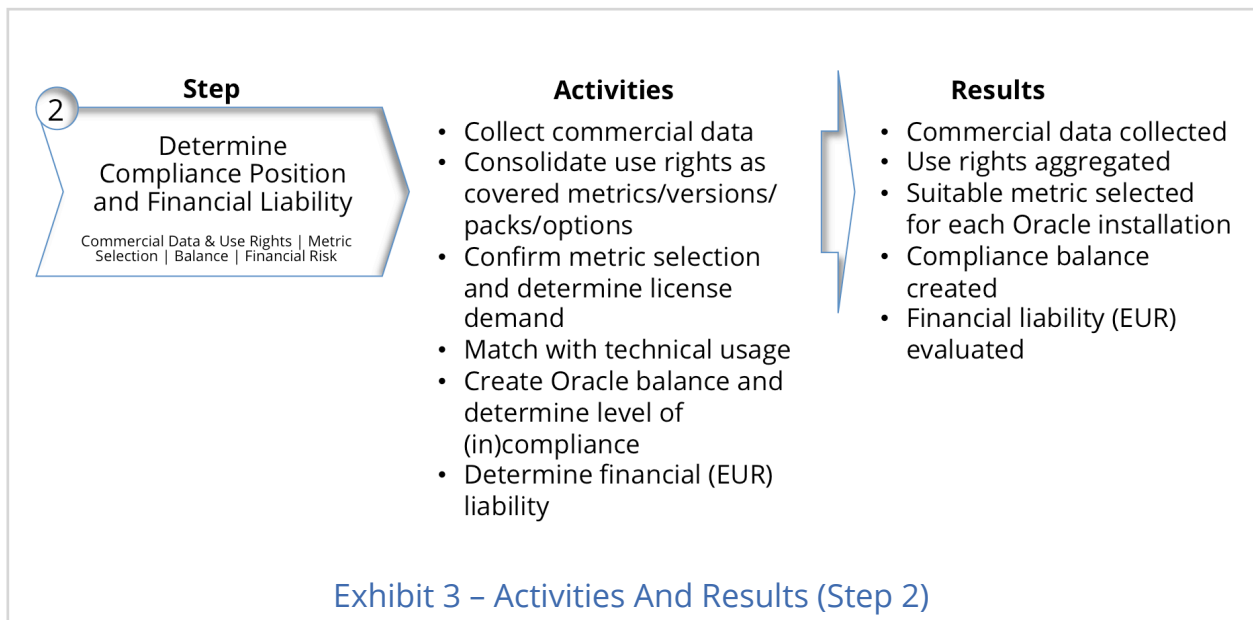 Step
2
Determine
Compliance Position
and Financial Liability
Commercial Data & Use Rights | Metric
Selection | Balance | Financial Risk
Activities
• Collect commercial data
• Consolidate use rights as
covered metrics/versions/
packs/options
• Confirm metric selection
and determine license
demand
• Match with technical usage
• Create Oracle balance and
determine level of
(in)compliance
• Determine financial (EUR)
liability
Results
• Commercial data collected
• Use rights aggregated
• Suitable metric selected
for each Oracle installation
• Compliance balance
created
• Financial liability (EUR)
evaluated
Exhibit 3 – Activities And Results (Step 2)